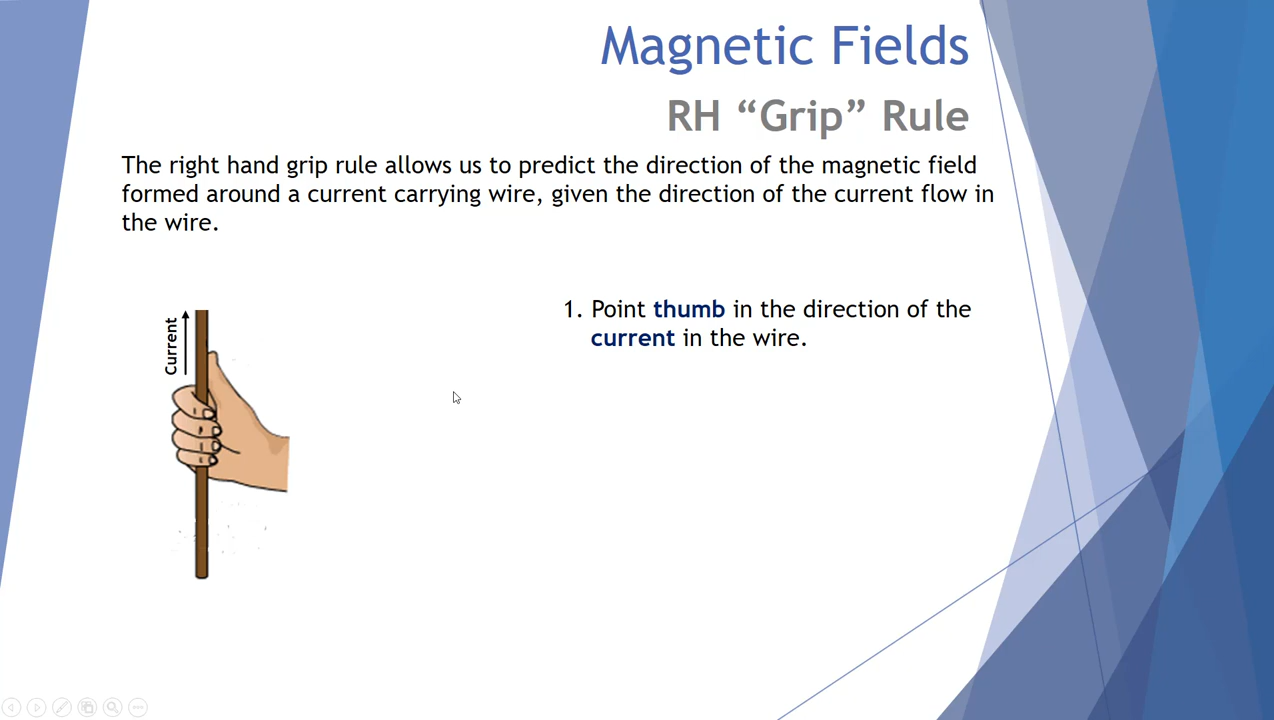 Magnetic Fields
RH “Grip” Rule
The right hand grip rule allows us to predict the direction of the magnetic field
formed around a current carrying wire, given the direction of the current flow in
the wire.
Current
1. Point thumb in the direction of the
current in the wire.